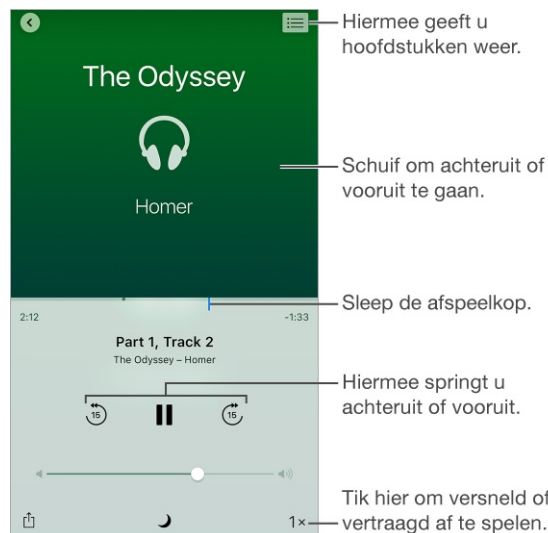 Hiermee geeft u
hoofdstukken weer.
The Odyssey
Schuif om achteruit of
vooruit te gaan.
Homer
Sleep de afspeelkop.
2:12
-1:33
Part 1, Track 2
The Odyssey – Homer
Hiermee springt u
achteruit of vooruit.
15
15
Tik hier om versneld of
vertraagd af te spelen.
1×